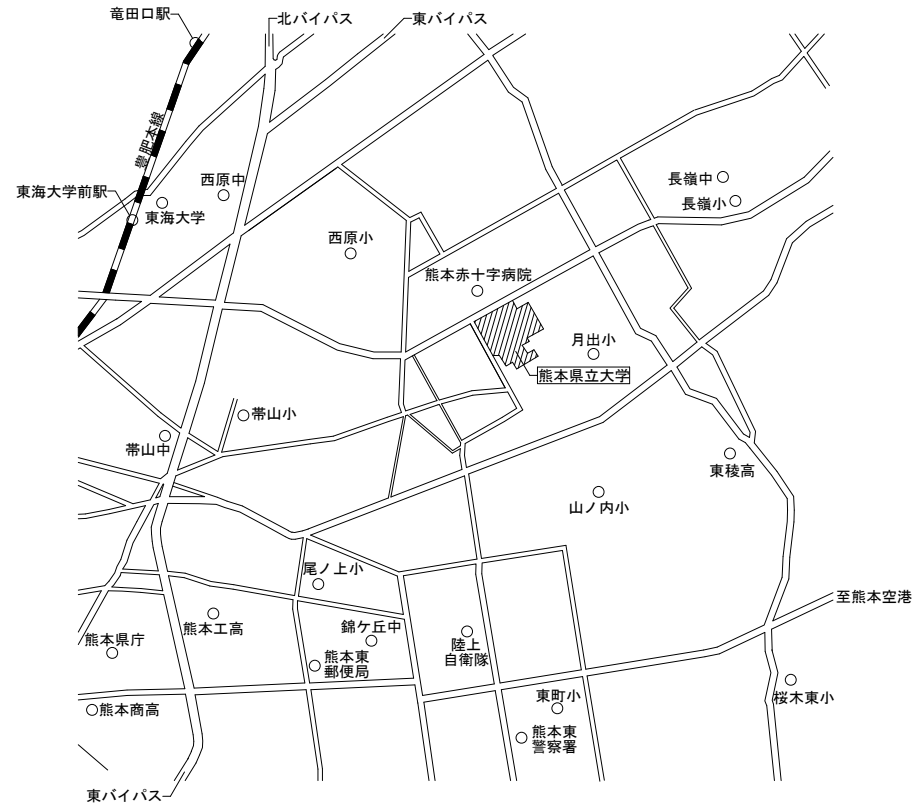 竜田口駅
北バイパス
東バイパス
豊肥本線
東海大学前駅
西原中
東海大学
長嶺中
長嶺小
西原小
熊本赤十字病院
月出小
熊本県立大学
帯山小
帯山中
東稜高
山ノ内小
尾ノ上小
至熊本空港
熊本工高
錦ケ丘中
熊本県庁
陸上
自衛隊
熊本東
郵便局
桜木東小
東町小
熊本商高
熊本東
警察署
東バイパス